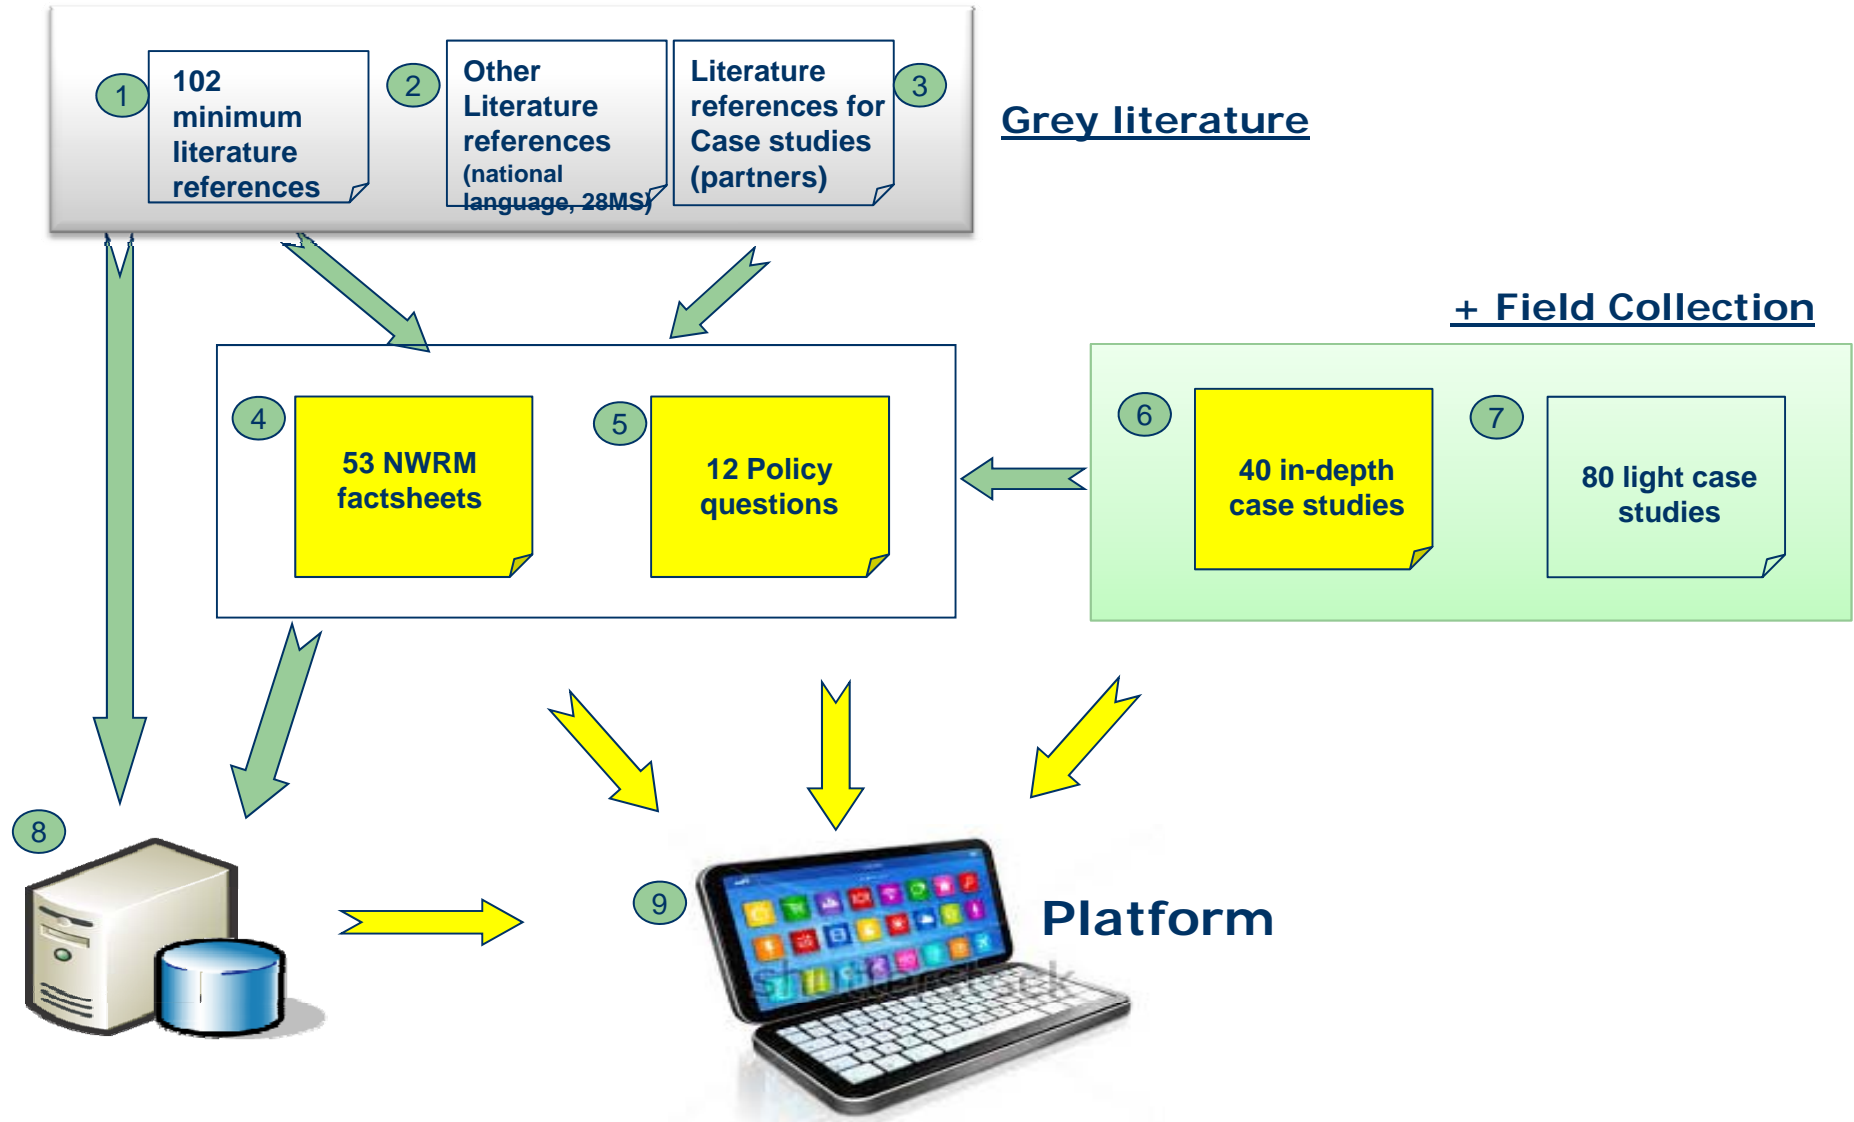 1
102
minimum
literature
references
2
Other
Literature
references
(national
language, 28MS)
Literature
references for
Case studies
(partners)
3
Grey literature
+ Field Collection
4
53 NWRM
factsheets
5
12 Policy
questions
6
40 in-depth
case studies
7
80 light case
studies
8
9
Platform
shutterstock